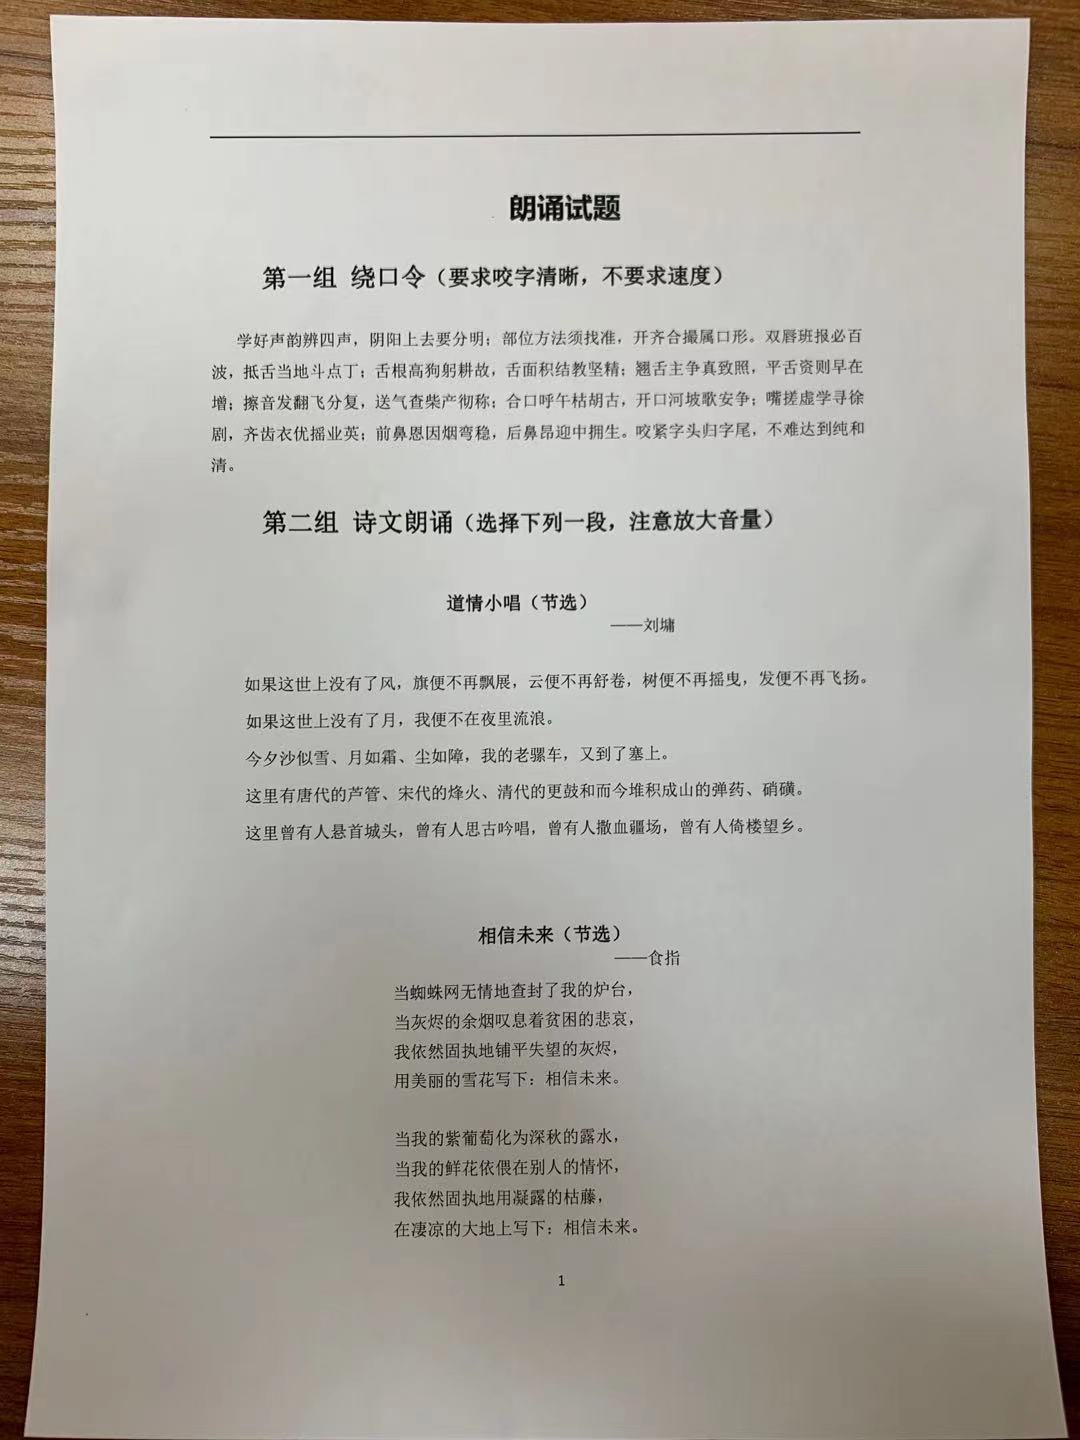 朗诵试题
第一组 绕口令（要求咬字清晰，不要求速度）
学好声韵辨四声，阴阳上去要分明；部位方法须找准，开齐合撮属口形。双唇班报必百
波，抵舌当地斗点丁；舌根高狗躬耕故，舌面积结教坚精；翘舌主争真致照，平舌资则早在
增；擦音发翻飞分复，送气查柴产彻称；合口呼午枯胡古，开口河坡歌安争；嘴搓虚学寻徐
剧，齐齿衣优摇业英；前鼻恩因烟弯稳，后鼻昂迎中拥生。咬紧字头归字尾，不难达到纯和
清。
第二组 诗文朗诵（选择下列一段，注意放大音量）
道情小唱（节选）
——刘墉
如果这世上没有了风，旗便不再飘展，云便不再舒卷，树便不再摇曳，发便不再飞扬。
如果这世上没有了月，我便不在夜里流浪。
今夕沙似雪、月如霜、尘如障，我的老骡车，又到了塞上。
这里有唐代的芦管、宋代的烽火、清代的更鼓和而今堆积成山的弹药、硝磺。
这里曾有人悬首城头，曾有人思古吟唱，曾有人撒血疆场，曾有人倚楼望乡。
相信未来（节选）
——食指
当蜘蛛网无情地查封了我的炉台，
当灰烬的余烟叹息着贫困的悲哀，
我依然固执地铺平失望的灰烬，
用美丽的雪花写下：相信未来。
当我的紫葡萄化为深秋的露水，
当我的鲜花依偎在别人的情怀，
我依然固执地用凝露的枯藤，
在凄凉的大地上写下：相信未来。
1